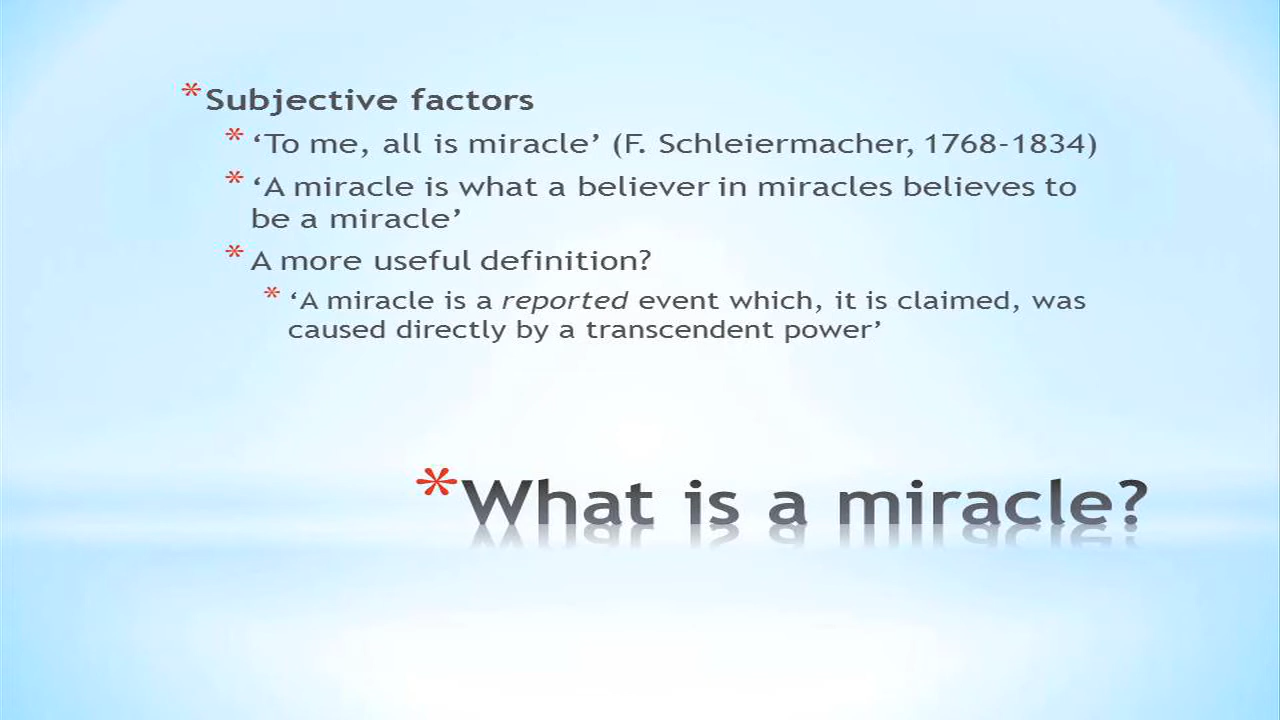 *Subjective factors
* ‘To me, all is miracle’ (F. Schleiermacher, 1768-1834)
* ‘A miracle is what a believer in miracles believes to
be a miracle’
* A more useful definition?
* ‘A miracle is a reported event which, it is claimed, was
caused directly by a transcendent power’
*What is a miracle?